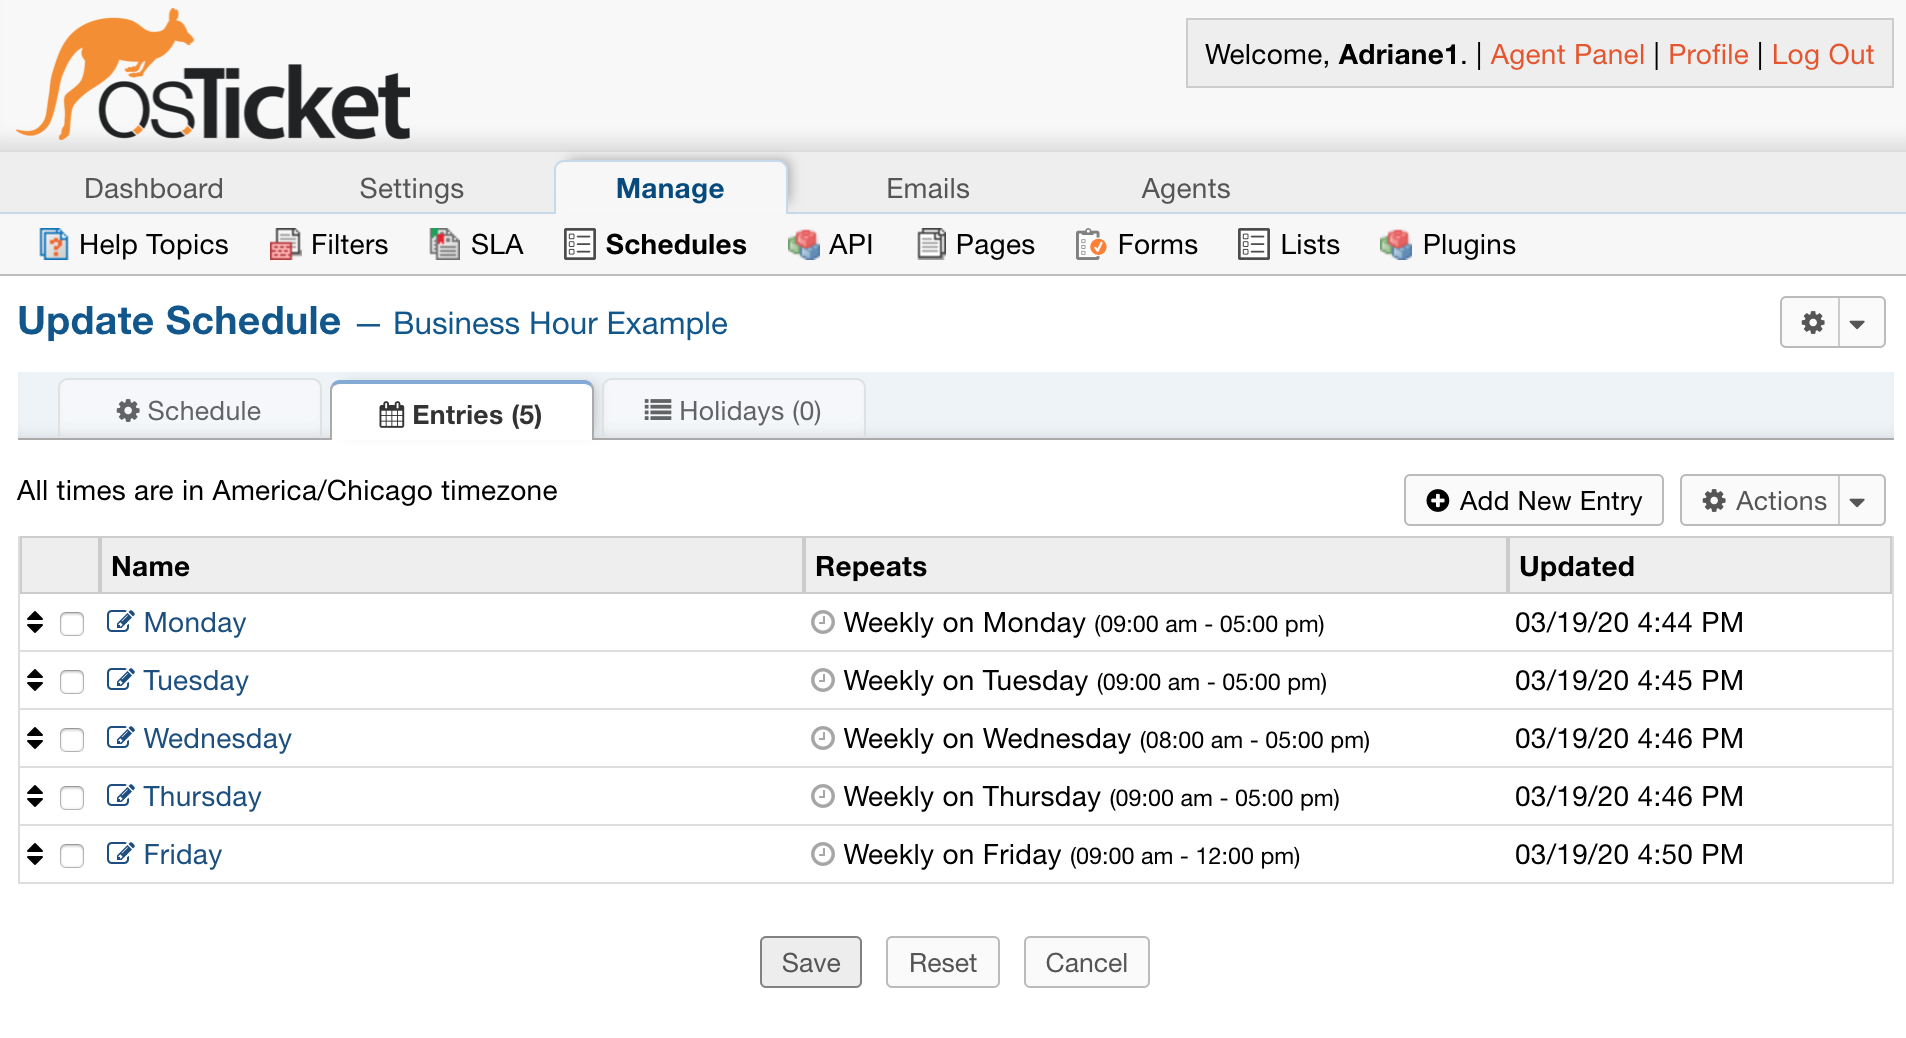 osTicket
Welcome, Adriane1. | Agent Panel | Profile | Log Out
Dashboard Settings Manage Emails Agents
Help Topics Filters SLA Schedules API Pages Forms Lists Plugins
Update Schedule — Business Hour Example
Schedule Entries (5) Holidays (0)
All times are in America/Chicago timezone
Add New Entry Actions
Name Repeats Updated
Monday Weekly on Monday (09:00 am - 05:00 pm) 03/19/20 4:44 PM
Tuesday Weekly on Tuesday (09:00 am - 05:00 pm) 03/19/20 4:45 PM
Wednesday Weekly on Wednesday (08:00 am - 05:00 pm) 03/19/20 4:46 PM
Thursday Weekly on Thursday (09:00 am - 05:00 pm) 03/19/20 4:46 PM
Friday Weekly on Friday (09:00 am - 12:00 pm) 03/19/20 4:50 PM
Save Reset Cancel